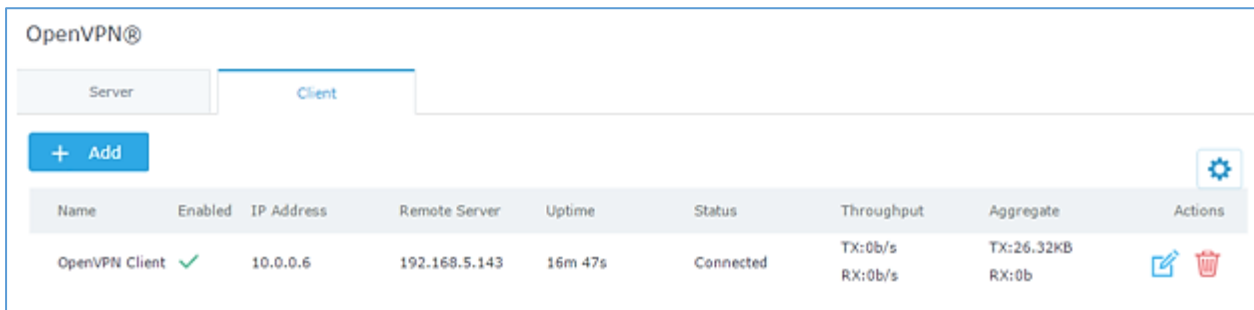 OpenVPN®
Server Client
+ Add
Name Enabled IP Address Remote Server Uptime Status Throughput Aggregate Actions
OpenVPN Client 10.0.0.6 192.168.5.143 16m 47s Connected TX:0b/s TX:26.32KB
RX:0b/s RX:0b